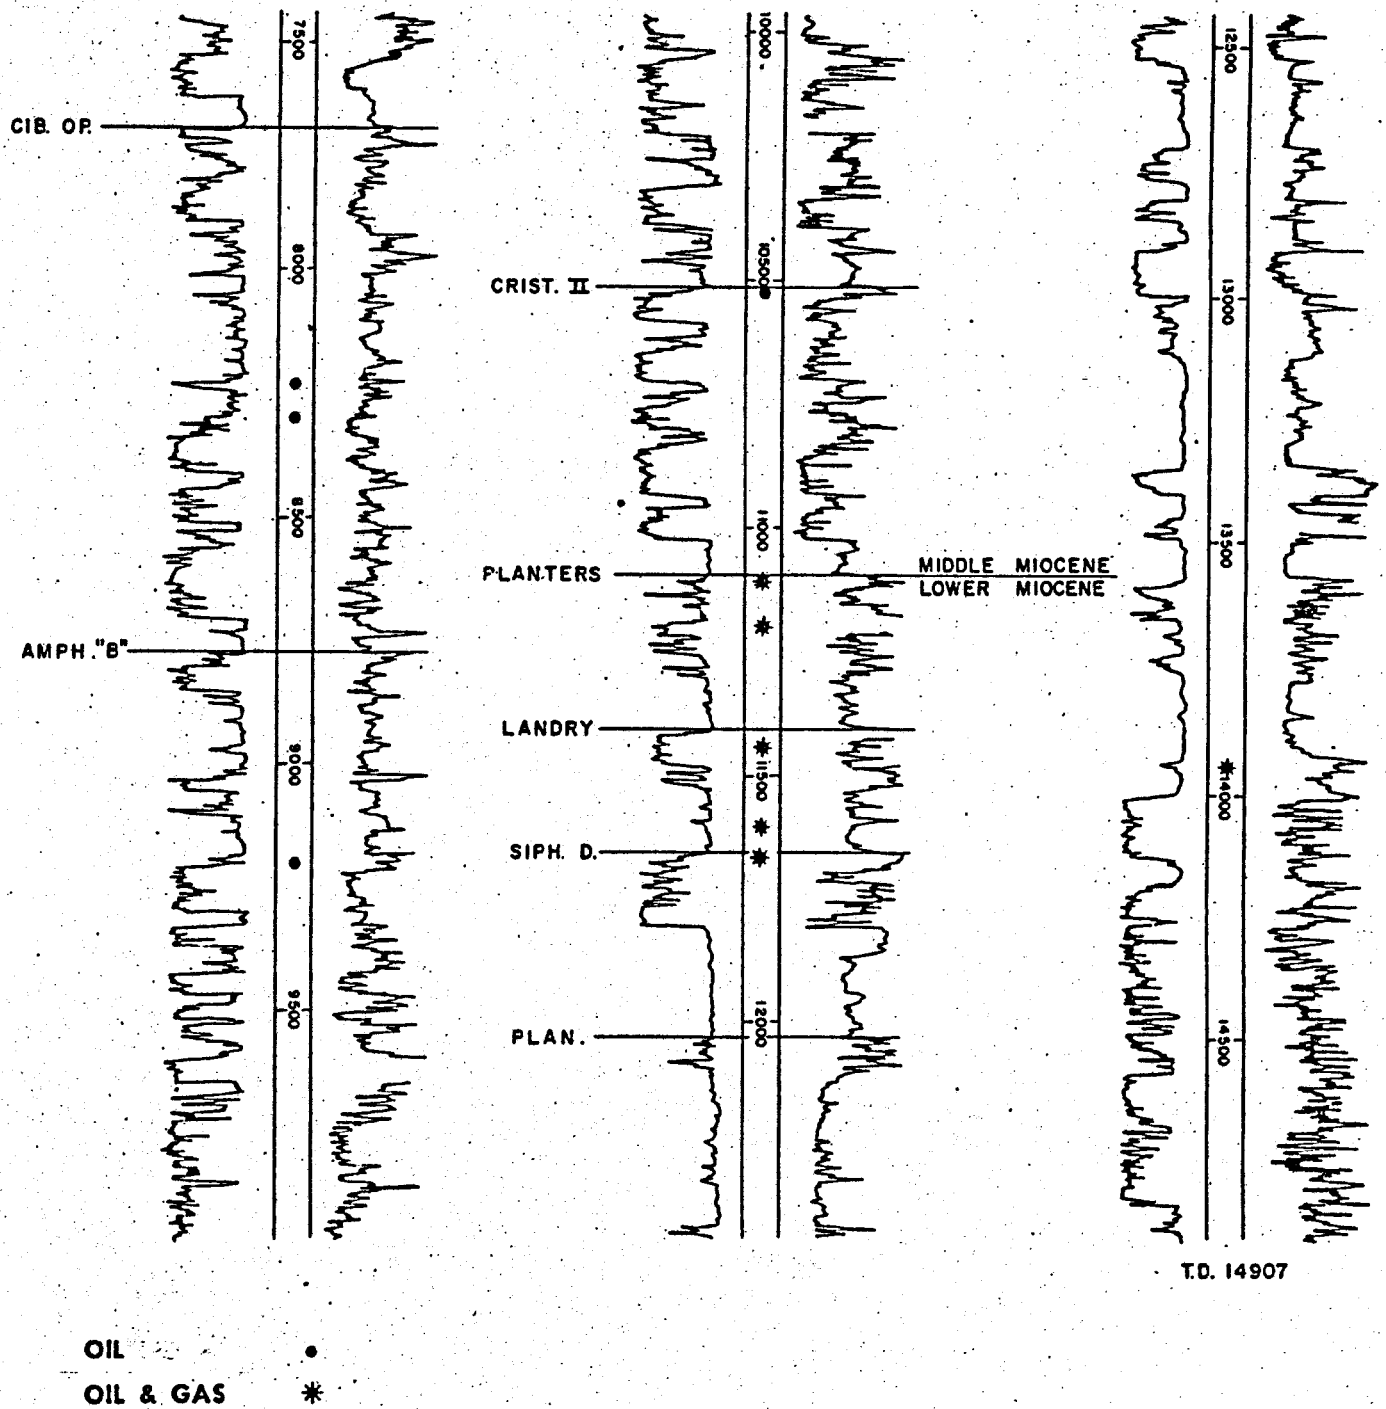 7500
CIB. OP.
8000
8500
AMPH. "B"
9000
9500
10000
10500
CRIST. II
11000
PLANTERS
MIDDLE MIOCENE
LOWER MIOCENE
LANDRY
11500
SIPH. D.
12000
PLAN.
12500
13000
13500
14000
14500
T.D. 14907
OIL
OIL & GAS